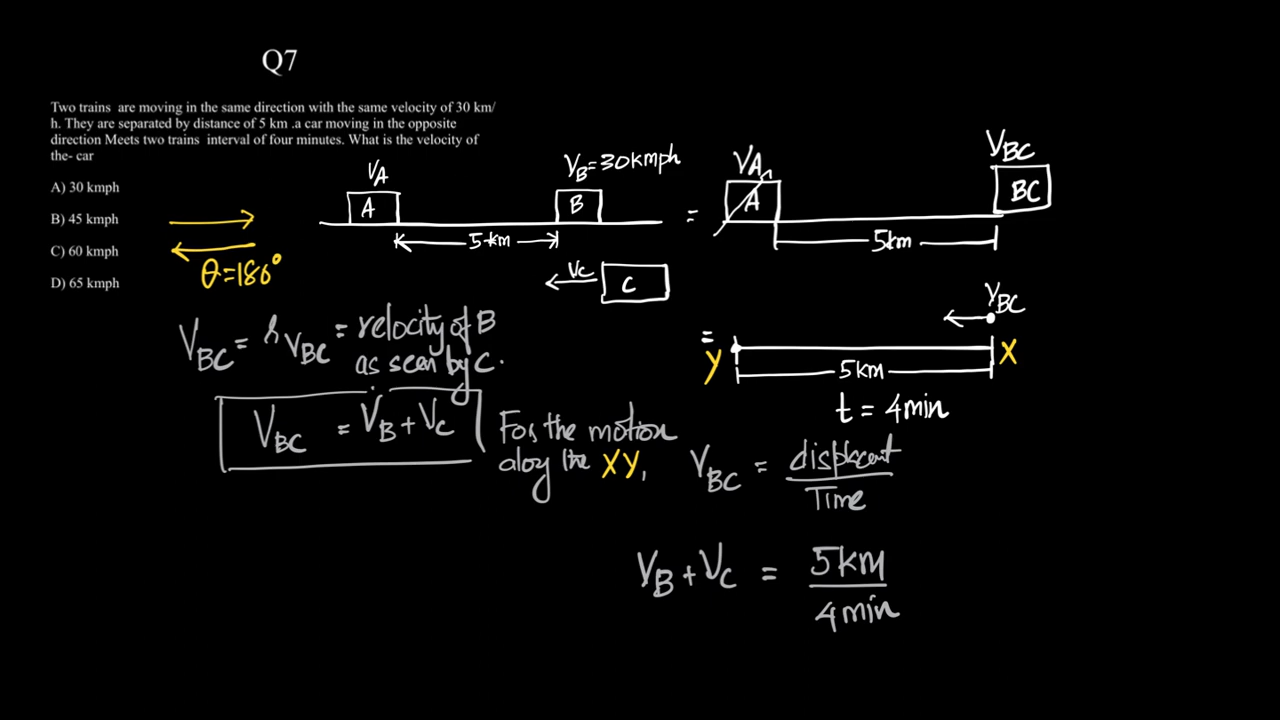 Q7
Two trains are moving in the same direction with the same velocity of 30 km/
h. They are separated by distance of 5 km .a car moving in the opposite
direction Meets two trains interval of four minutes. What is the velocity of
the- car
A) 30 kmph
B) 45 kmph
C) 60 kmph
D) 65 kmph
θ=180°
VA
A
VB=30kmph
B
5km
VC
C
=
VA
A
VBC
BC
5km
VBC
=
Y
X
5km
t = 4min
VBC = VBC = velocity of B
as seen by C.
VBC = VB + VC
For the motion
along the XY,
VBC = displacent
Time
VB + VC = 5km
4min